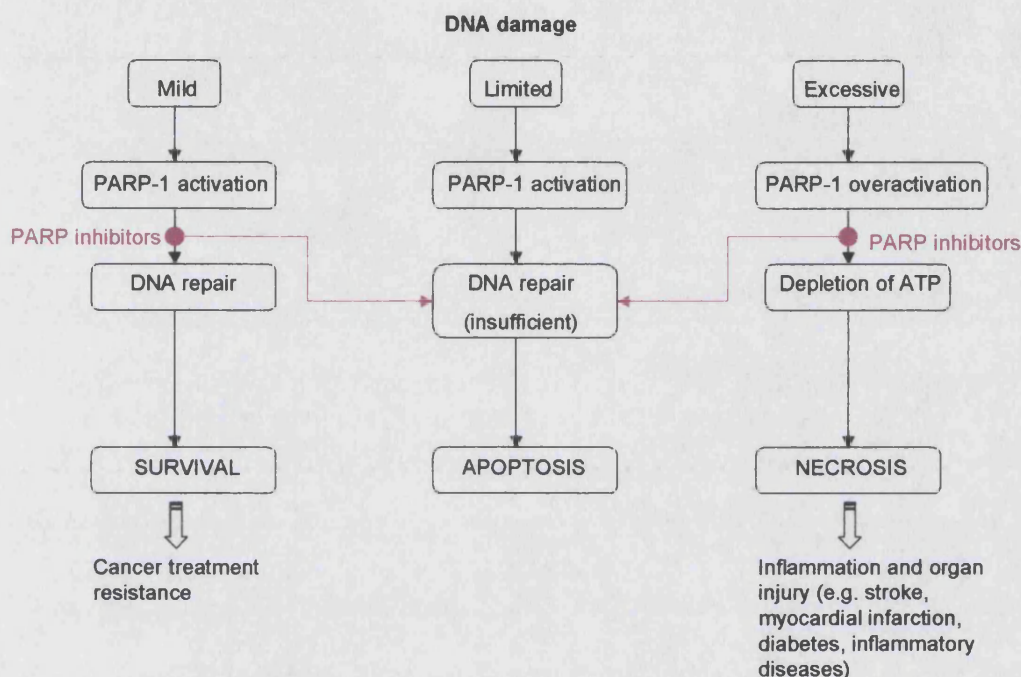 DNA damage
Mild
Limited
Excessive
PARP-1 activation
PARP-1 activation
PARP-1 overactivation
PARP inhibitors
PARP inhibitors
DNA repair
DNA repair
(insufficient)
Depletion of ATP
SURVIVAL
APOPTOSIS
NECROSIS
Cancer treatment
resistance
Inflammation and organ
injury (e.g. stroke,
myocardial infarction,
diabetes, inflammatory
diseases)